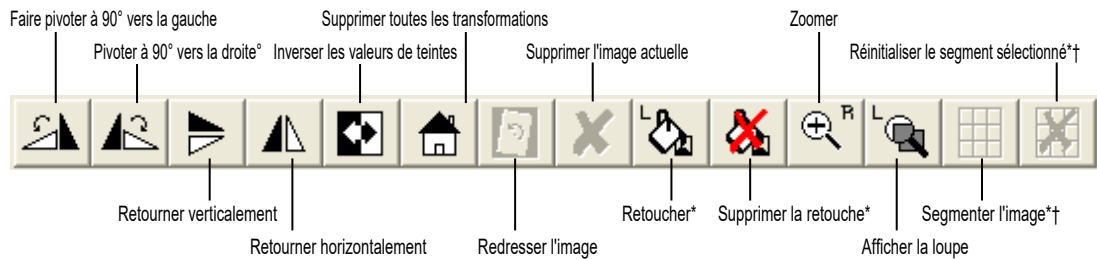 Faire pivoter à 90° vers la gauche
Supprimer toutes les transformations
Zoomer
Pivoter à 90° vers la droite°
Inverser les valeurs de teintes
Supprimer l'image actuelle
Réinitialiser le segment sélectionné*†
L
R
L
Retourner verticalement
Retoucher*
Supprimer la retouche*
Segmenter l'image*†
Retourner horizontalement
Redresser l'image
Afficher la loupe